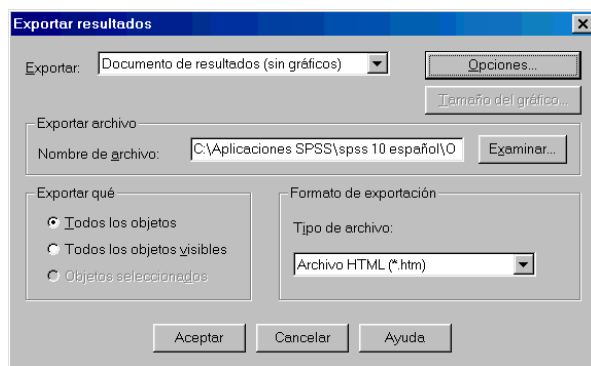 Exportar resultados
Exportar: Documento de resultados (sin gráficos) Opciones...
Tamaño del gráfico...
Exportar archivo
Nombre de archivo: C:\Aplicaciones SPSS\spss 10 español\O Examinar...
Exportar qué Formato de exportación
Todos los objetos
Tipo de archivo:
Todos los objetos visibles
Archivo HTML (*.htm)
Objetos seleccionados
Aceptar Cancelar Ayuda